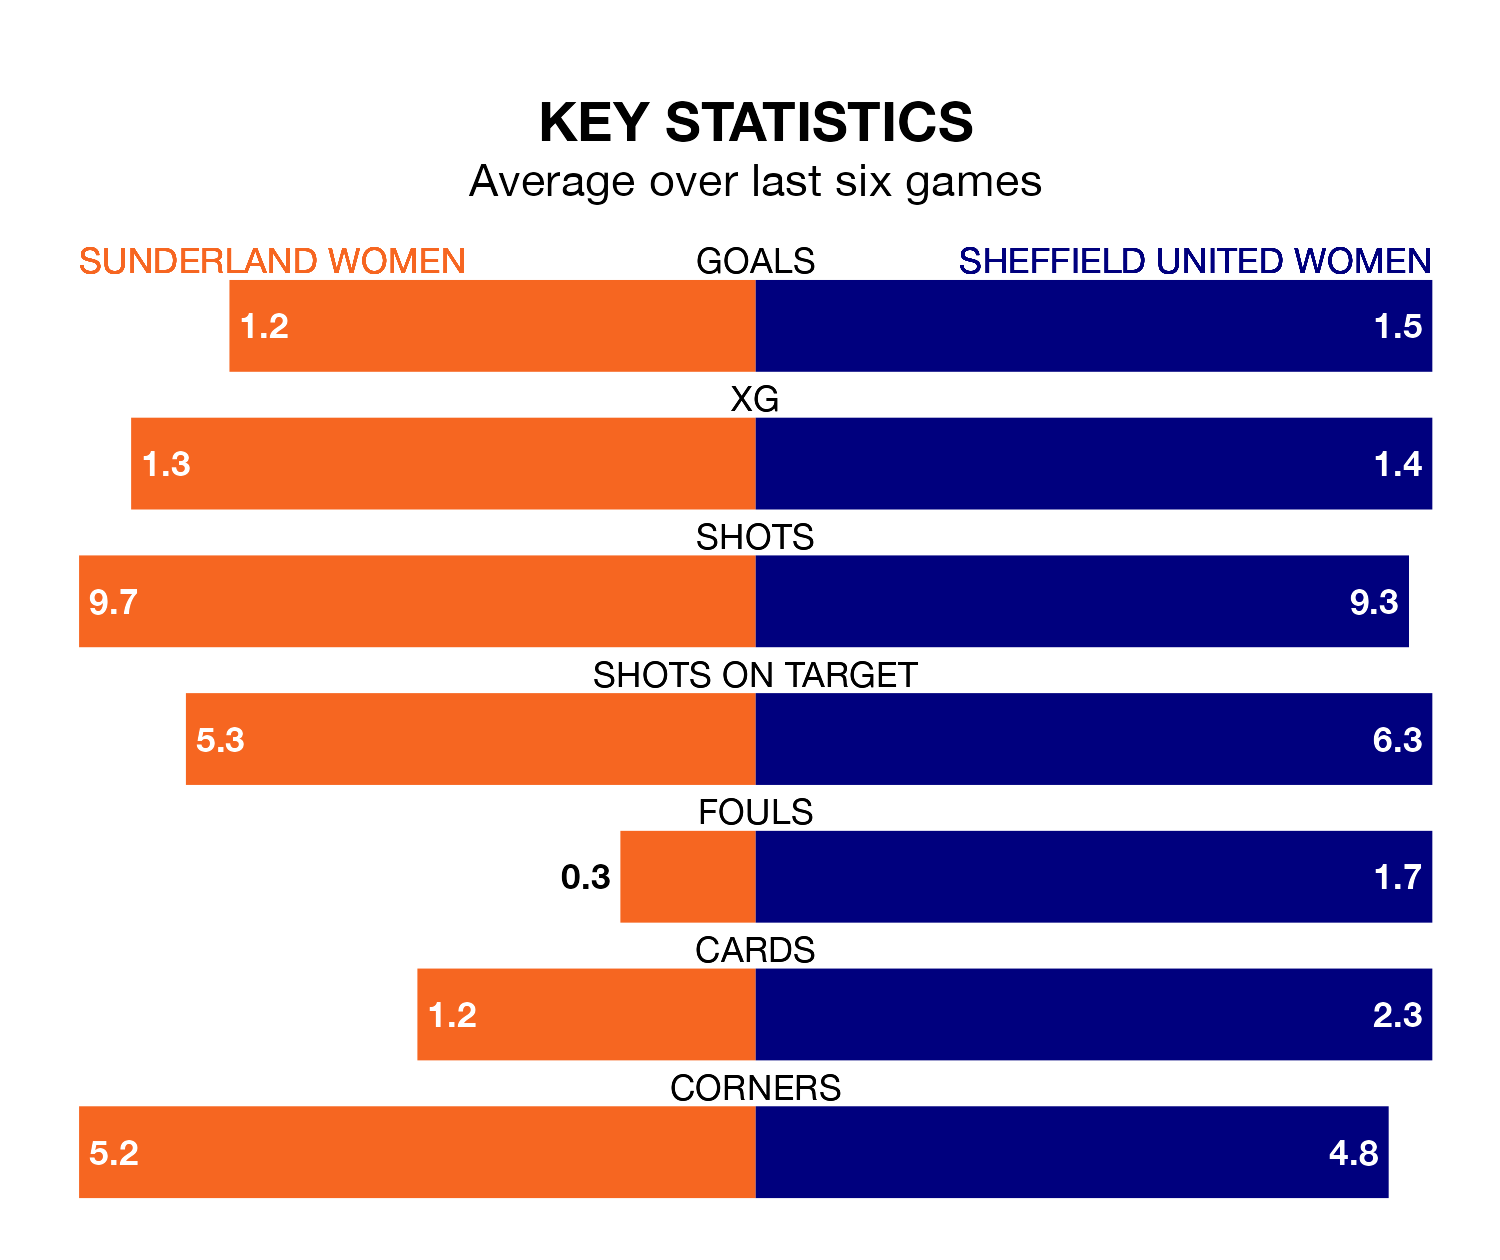 KEY STATISTICS
Average over last six games
SUNDERLAND WOMEN GOALS SHEFFIELD UNITED WOMEN
1.2 1.5
XG
1.3 1.4
SHOTS
9.7 9.3
SHOTS ON TARGET
5.3 6.3
FOULS
0.3 1.7
CARDS
1.2 2.3
CORNERS
5.2 4.8